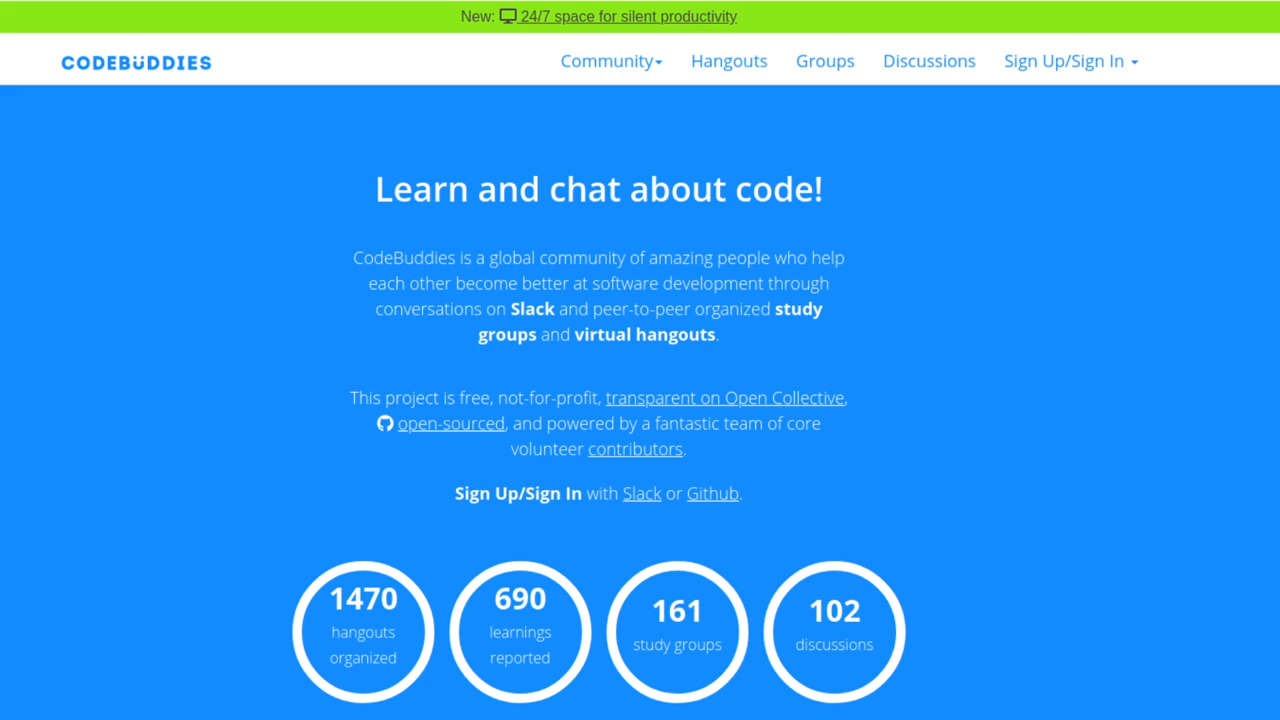 New: 24/7 space for silent productivity
CODEBUDDIES
Community Hangouts Groups Discussions Sign Up/Sign In
Learn and chat about code!
CodeBuddies is a global community of amazing people who help
each other become better at software development through
conversations on Slack and peer-to-peer organized study
groups and virtual hangouts.
This project is free, not-for-profit, transparent on Open Collective,
open-sourced, and powered by a fantastic team of core
volunteer contributors.
Sign Up/Sign In with Slack or Github.
1470
hangouts
organized
690
learnings
reported
161
study groups
102
discussions